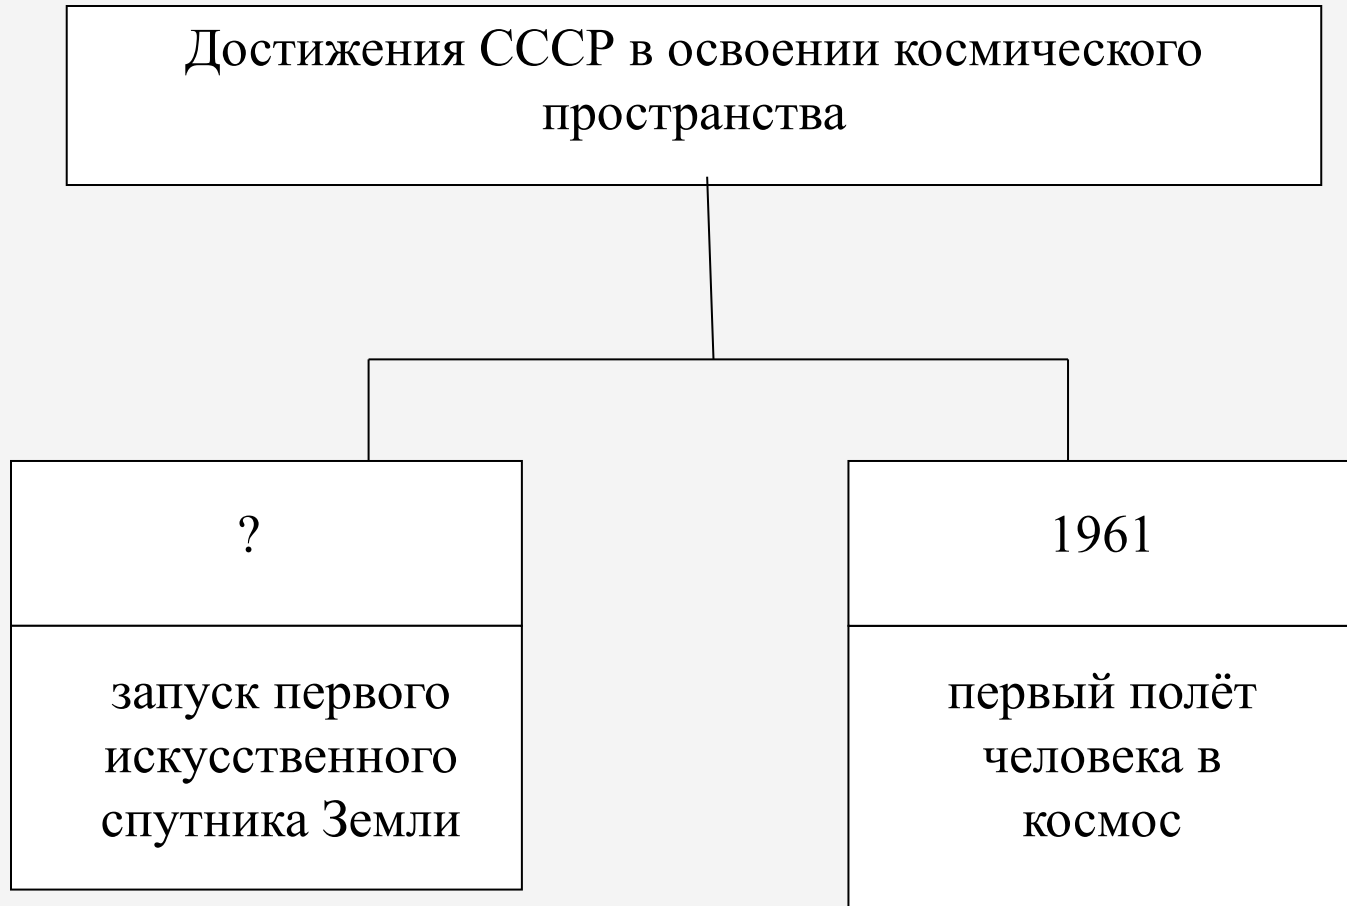 Достижения СССР в освоении космического
пространства
?
запуск первого
искусственного
спутника Земли
1961
первый полёт
человека в
космос